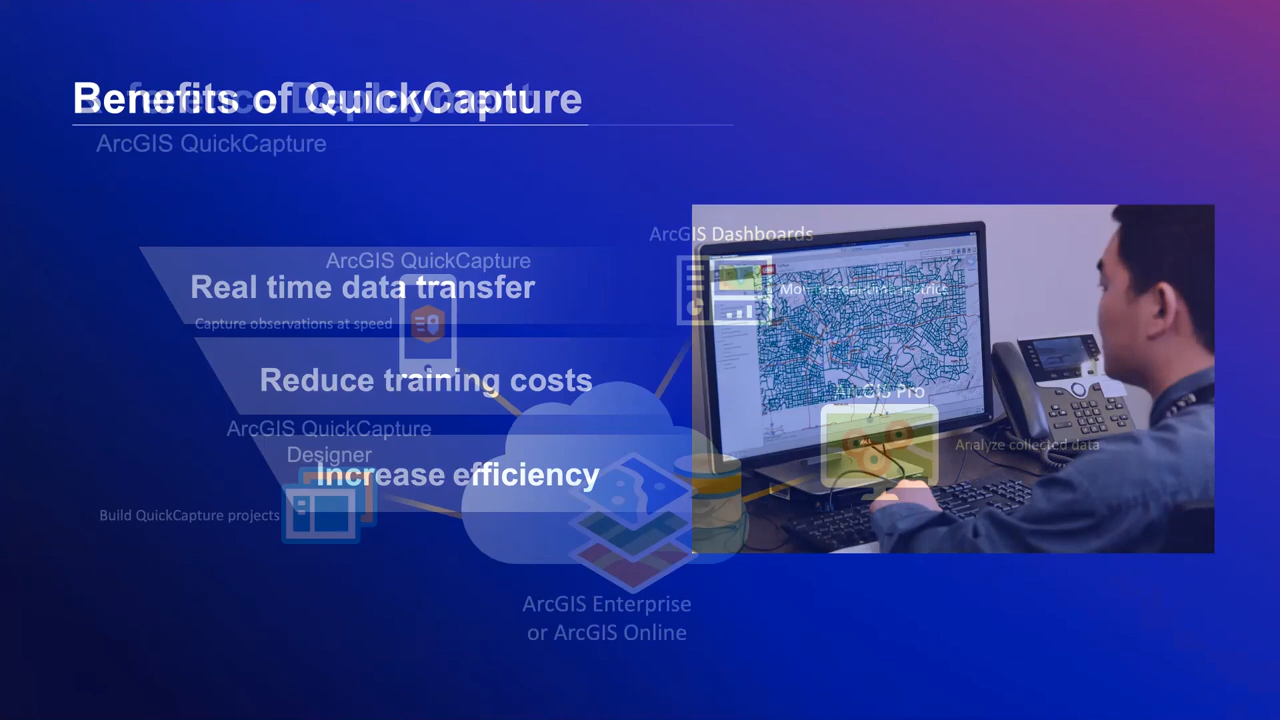 Benefits of QuickCapture
ArcGIS QuickCapture
ArcGIS Dashboards
ArcGIS QuickCapture
Real time data transfer
Capture observations at speed
Reduce training costs
ArcGIS Pro
ArcGIS QuickCapture
Designer
Analyze collected data
Increase efficiency
Build QuickCapture projects
ArcGIS Enterprise
or ArcGIS Online